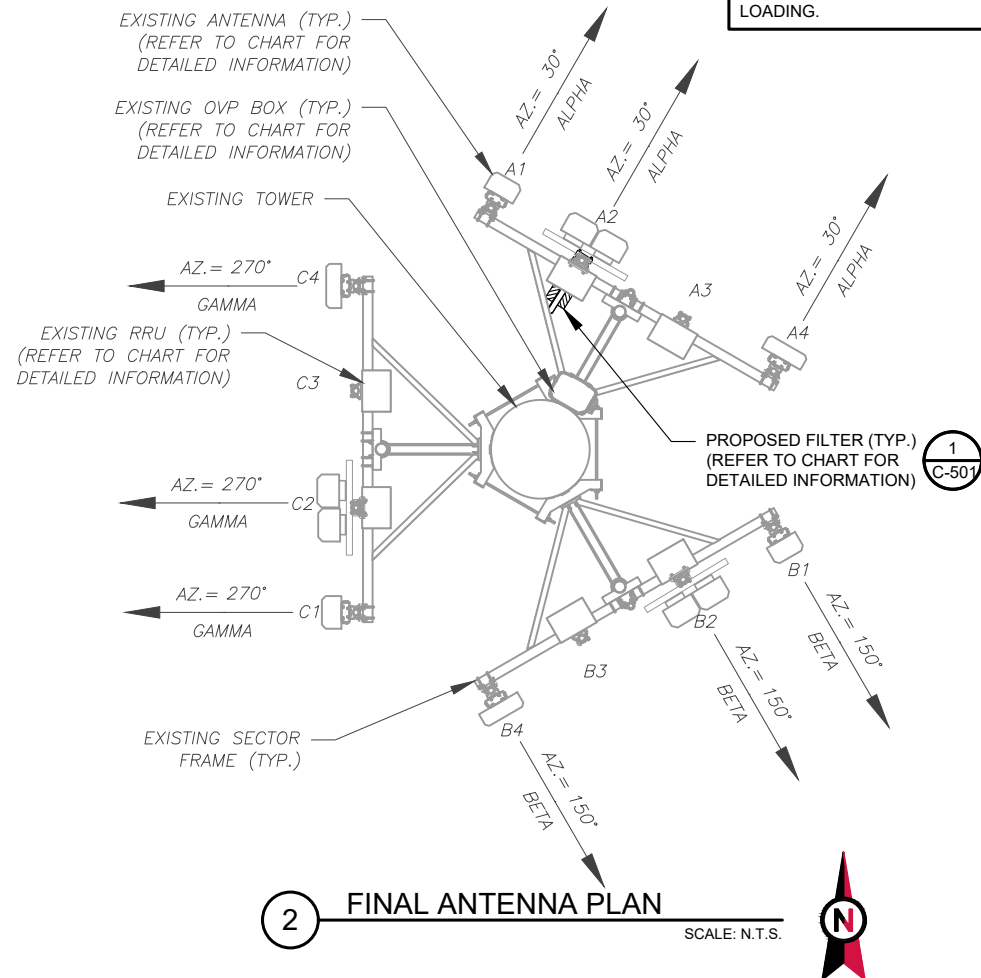 LOADING.
EXISTING ANTENNA (TYP.)
(REFER TO CHART FOR
DETAILED INFORMATION)
EXISTING OVP BOX (TYP.)
(REFER TO CHART FOR
DETAILED INFORMATION)
EXISTING TOWER
AZ.= 30°
ALPHA
AZ.= 30°
ALPHA
AZ.= 30°
ALPHA
A1
A2
A3
A4
AZ.= 270°
GAMMA
C4
EXISTING RRU (TYP.)
(REFER TO CHART FOR
DETAILED INFORMATION)
C3
AZ.= 270°
GAMMA
C2
AZ.= 270°
GAMMA
C1
PROPOSED FILTER (TYP.)
(REFER TO CHART FOR
DETAILED INFORMATION)
1
C-501
B1
AZ.= 150°
BETA
B2
AZ.= 150°
BETA
B3
B4
AZ.= 150°
BETA
EXISTING SECTOR
FRAME (TYP.)
2
FINAL ANTENNA PLAN
SCALE: N.T.S.
N